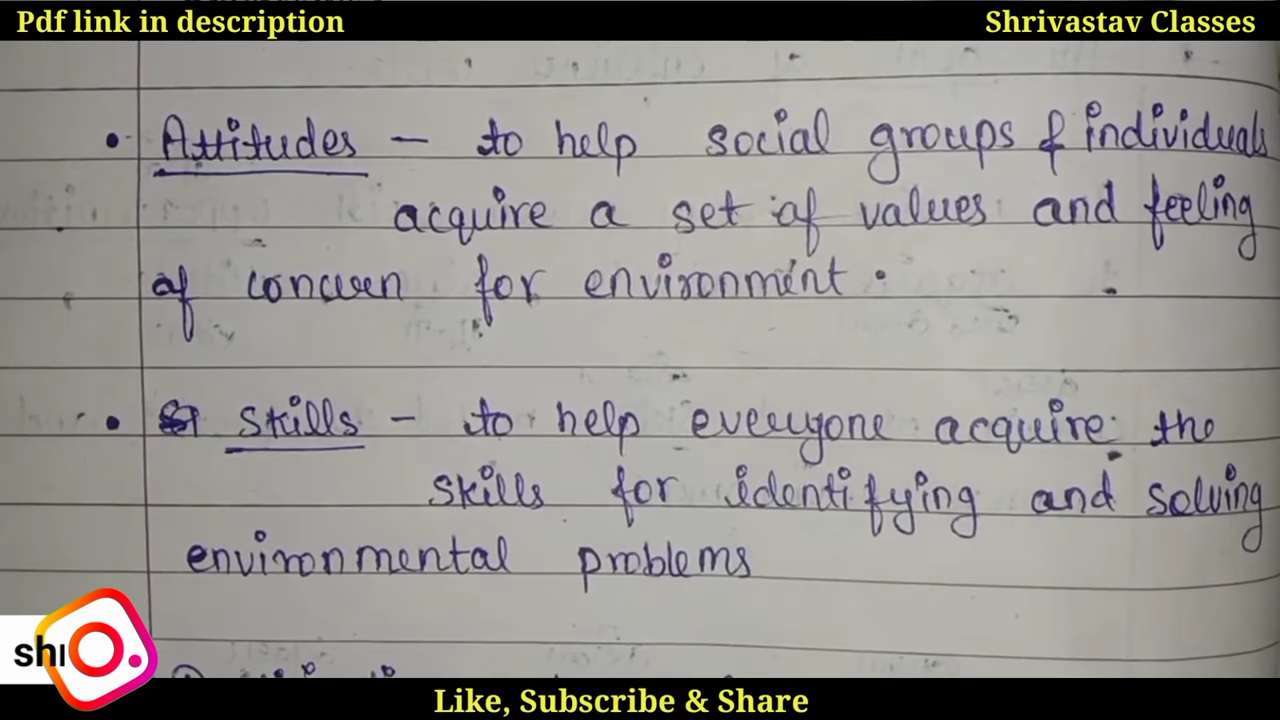 Pdf link in description
Shrivastav Classes
• Attitudes – to help social groups & individuals
acquire a set of values and feeling
of concern for environment.
• Skills – to help everyone acquire the
skills for identifying and solving
environmental problems
shi
Like, Subscribe & Share